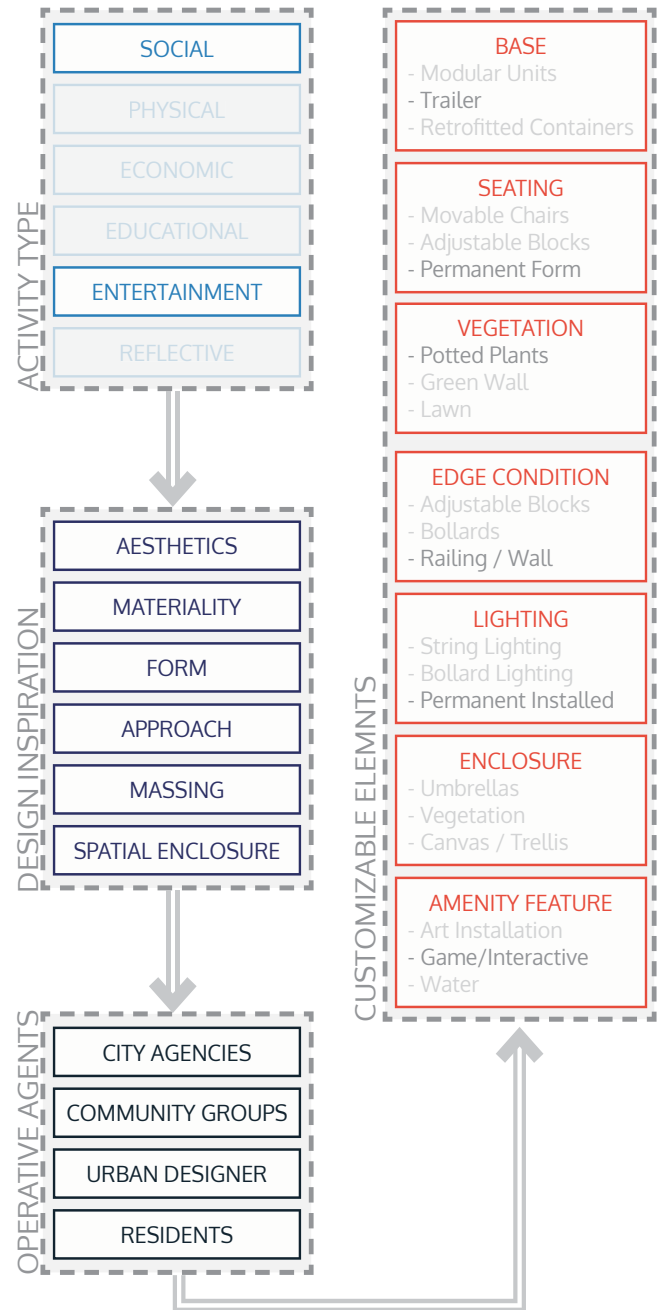 ACTIVITY TYPE
SOCIAL
PHYSICAL
ECONOMIC
EDUCATIONAL
ENTERTAINMENT
REFLECTIVE
DESIGN INSPIRATION
AESTHETICS
MATERIALITY
FORM
APPROACH
MASSING
SPATIAL ENCLOSURE
OPERATIVE AGENTS
CITY AGENCIES
COMMUNITY GROUPS
URBAN DESIGNER
RESIDENTS
CUSTOMIZABLE ELEMNTS
BASE
- Modular Units
- Trailer
- Retrofitted Containers
SEATING
- Movable Chairs
- Adjustable Blocks
- Permanent Form
VEGETATION
- Potted Plants
- Green Wall
- Lawn
EDGE CONDITION
- Adjustable Blocks
- Bollards
- Railing / Wall
LIGHTING
- String Lighting
- Bollard Lighting
- Permanent Installed
ENCLOSURE
- Umbrellas
- Vegetation
- Canvas / Trellis
AMENITY FEATURE
- Art Installation
- Game/Interactive
- Water